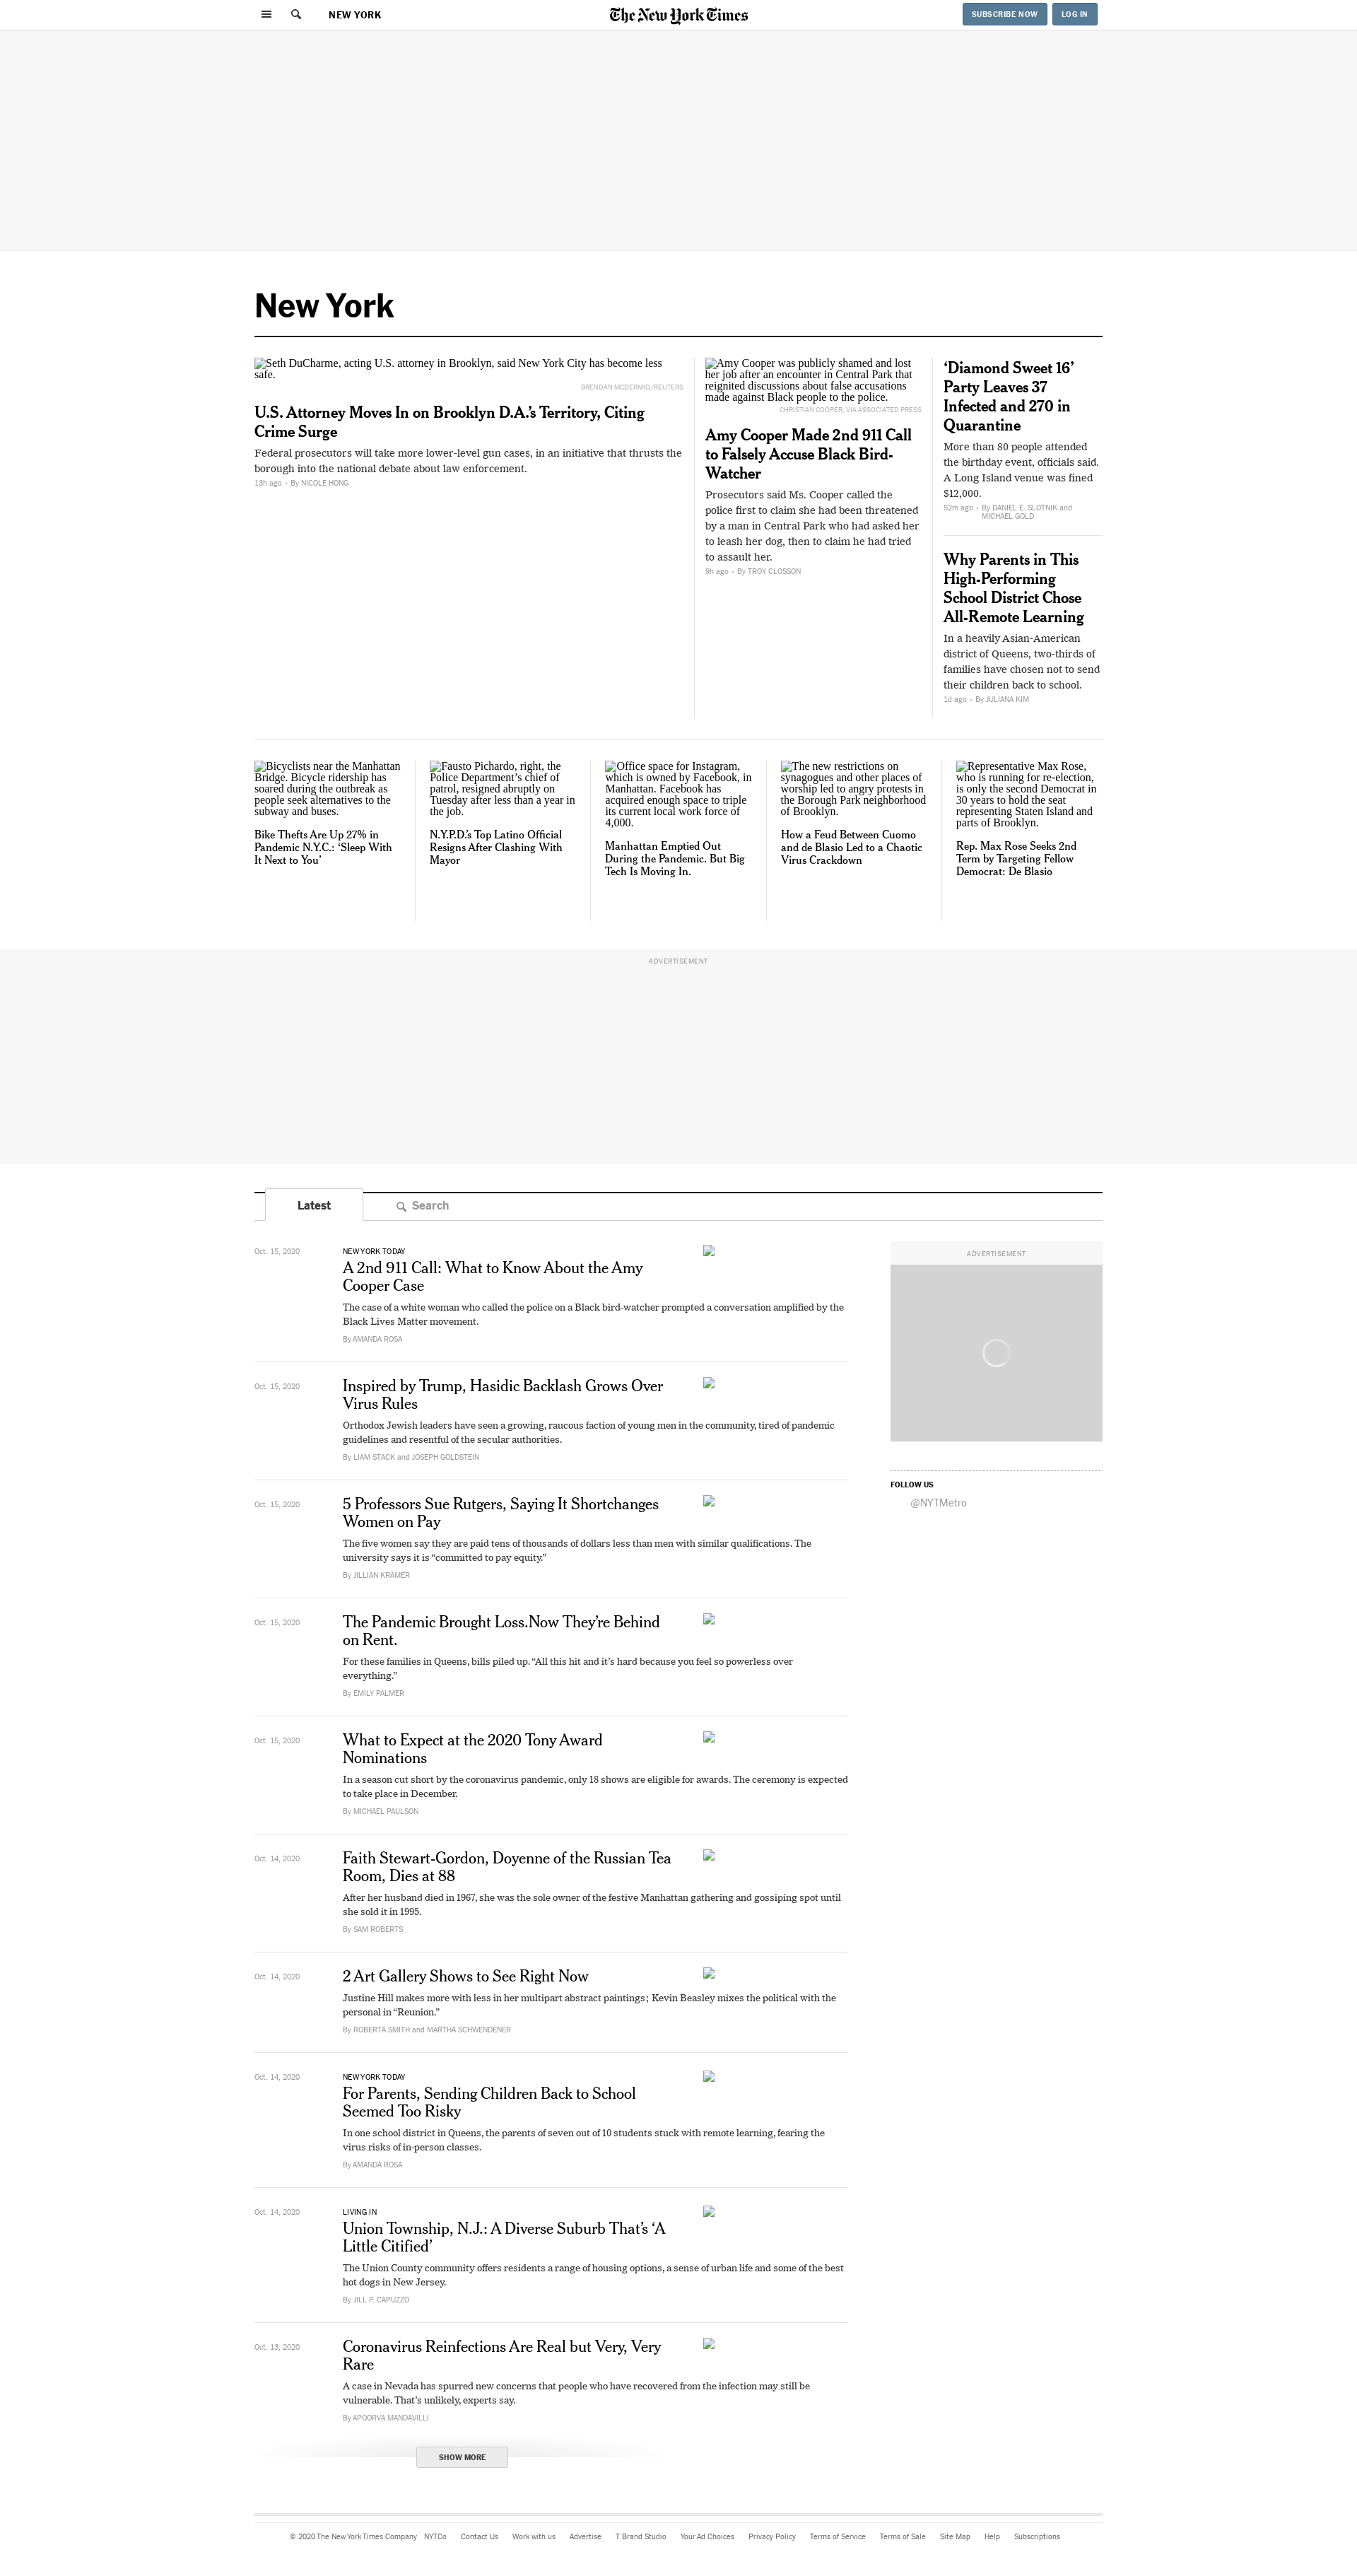 NEW YORK
The New York Times
SUBSCRIBE NOW
LOG IN
New York
Seth DuCharme, acting U.S. attorney in Brooklyn, said New York City has become less
safe.
BRENDAN MCDERMID/REUTERS
U.S. Attorney Moves In on Brooklyn D.A.’s Territory, Citing
Crime Surge
Federal prosecutors will take more lower-level gun cases, in an initiative that thrusts the
borough into the national debate about law enforcement.
13h ago • By NICOLE HONG
Amy Cooper was publicly shamed and lost
her job after an encounter in Central Park that
reignited discussions about false accusations
made against Black people to the police.
CHRISTIAN COOPER, VIA ASSOCIATED PRESS
Amy Cooper Made 2nd 911 Call
to Falsely Accuse Black Bird-
Watcher
Prosecutors said Ms. Cooper called the
police first to claim she had been threatened
by a man in Central Park who had asked her
to leash her dog, then to claim he had tried
to assault her.
9h ago • By TROY CLOSSON
‘Diamond Sweet 16’
Party Leaves 37
Infected and 270 in
Quarantine
More than 80 people attended
the birthday event, officials said.
A Long Island venue was fined
$12,000.
52m ago • By DANIEL E. SLOTNIK and
MICHAEL GOLD
Why Parents in This
High-Performing
School District Chose
All-Remote Learning
In a heavily Asian-American
district of Queens, two-thirds of
families have chosen not to send
their children back to school.
1d ago • By JULIANA KIM
Bicyclists near the Manhattan
Bridge. Bicycle ridership has
soared during the outbreak as
people seek alternatives to the
subway and buses.
Bike Thefts Are Up 27% in
Pandemic N.Y.C.: ‘Sleep With
It Next to You’
Fausto Pichardo, right, the
Police Department’s chief of
patrol, resigned abruptly on
Tuesday after less than a year in
the job.
N.Y.P.D.’s Top Latino Official
Resigns After Clashing With
Mayor
Office space for Instagram,
which is owned by Facebook, in
Manhattan. Facebook has
acquired enough space to triple
its current local work force of
4,000.
Manhattan Emptied Out
During the Pandemic. But Big
Tech Is Moving In.
The new restrictions on
synagogues and other places of
worship led to angry protests in
the Borough Park neighborhood
of Brooklyn.
How a Feud Between Cuomo
and de Blasio Led to a Chaotic
Virus Crackdown
Representative Max Rose,
who is running for re-election,
is only the second Democrat in
30 years to hold the seat
representing Staten Island and
parts of Brooklyn.
Rep. Max Rose Seeks 2nd
Term by Targeting Fellow
Democrat: De Blasio
ADVERTISEMENT
Latest
Search
Oct. 15, 2020
NEW YORK TODAY
A 2nd 911 Call: What to Know About the Amy
Cooper Case
The case of a white woman who called the police on a Black bird-watcher prompted a conversation amplified by the
Black Lives Matter movement.
By AMANDA ROSA
Oct. 15, 2020
Inspired by Trump, Hasidic Backlash Grows Over
Virus Rules
Orthodox Jewish leaders have seen a growing, raucous faction of young men in the community, tired of pandemic
guidelines and resentful of the secular authorities.
By LIAM STACK and JOSEPH GOLDSTEIN
Oct. 15, 2020
5 Professors Sue Rutgers, Saying It Shortchanges
Women on Pay
The five women say they are paid tens of thousands of dollars less than men with similar qualifications. The
university says it is “committed to pay equity.”
By JILLIAN KRAMER
Oct. 15, 2020
The Pandemic Brought Loss.Now They’re Behind
on Rent.
For these families in Queens, bills piled up. “All this hit and it’s hard because you feel so powerless over
everything.”
By EMILY PALMER
Oct. 15, 2020
What to Expect at the 2020 Tony Award
Nominations
In a season cut short by the coronavirus pandemic, only 18 shows are eligible for awards. The ceremony is expected
to take place in December.
By MICHAEL PAULSON
Oct. 14, 2020
Faith Stewart-Gordon, Doyenne of the Russian Tea
Room, Dies at 88
After her husband died in 1967, she was the sole owner of the festive Manhattan gathering and gossiping spot until
she sold it in 1995.
By SAM ROBERTS
Oct. 14, 2020
2 Art Gallery Shows to See Right Now
Justine Hill makes more with less in her multipart abstract paintings; Kevin Beasley mixes the political with the
personal in “Reunion.”
By ROBERTA SMITH and MARTHA SCHWENDENER
Oct. 14, 2020
NEW YORK TODAY
For Parents, Sending Children Back to School
Seemed Too Risky
In one school district in Queens, the parents of seven out of 10 students stuck with remote learning, fearing the
virus risks of in-person classes.
By AMANDA ROSA
Oct. 14, 2020
LIVING IN
Union Township, N.J.: A Diverse Suburb That’s ‘A
Little Citified’
The Union County community offers residents a range of housing options, a sense of urban life and some of the best
hot dogs in New Jersey.
By JILL P. CAPUZZO
Oct. 13, 2020
Coronavirus Reinfections Are Real but Very, Very
Rare
A case in Nevada has spurred new concerns that people who have recovered from the infection may still be
vulnerable. That’s unlikely, experts say.
By APOORVA MANDAVILLI
SHOW MORE
ADVERTISEMENT
FOLLOW US
@NYTMetro
© 2020 The New York Times Company NYTCo Contact Us Work with us Advertise T Brand Studio Your Ad Choices Privacy Policy Terms of Service Terms of Sale Site Map Help Subscriptions